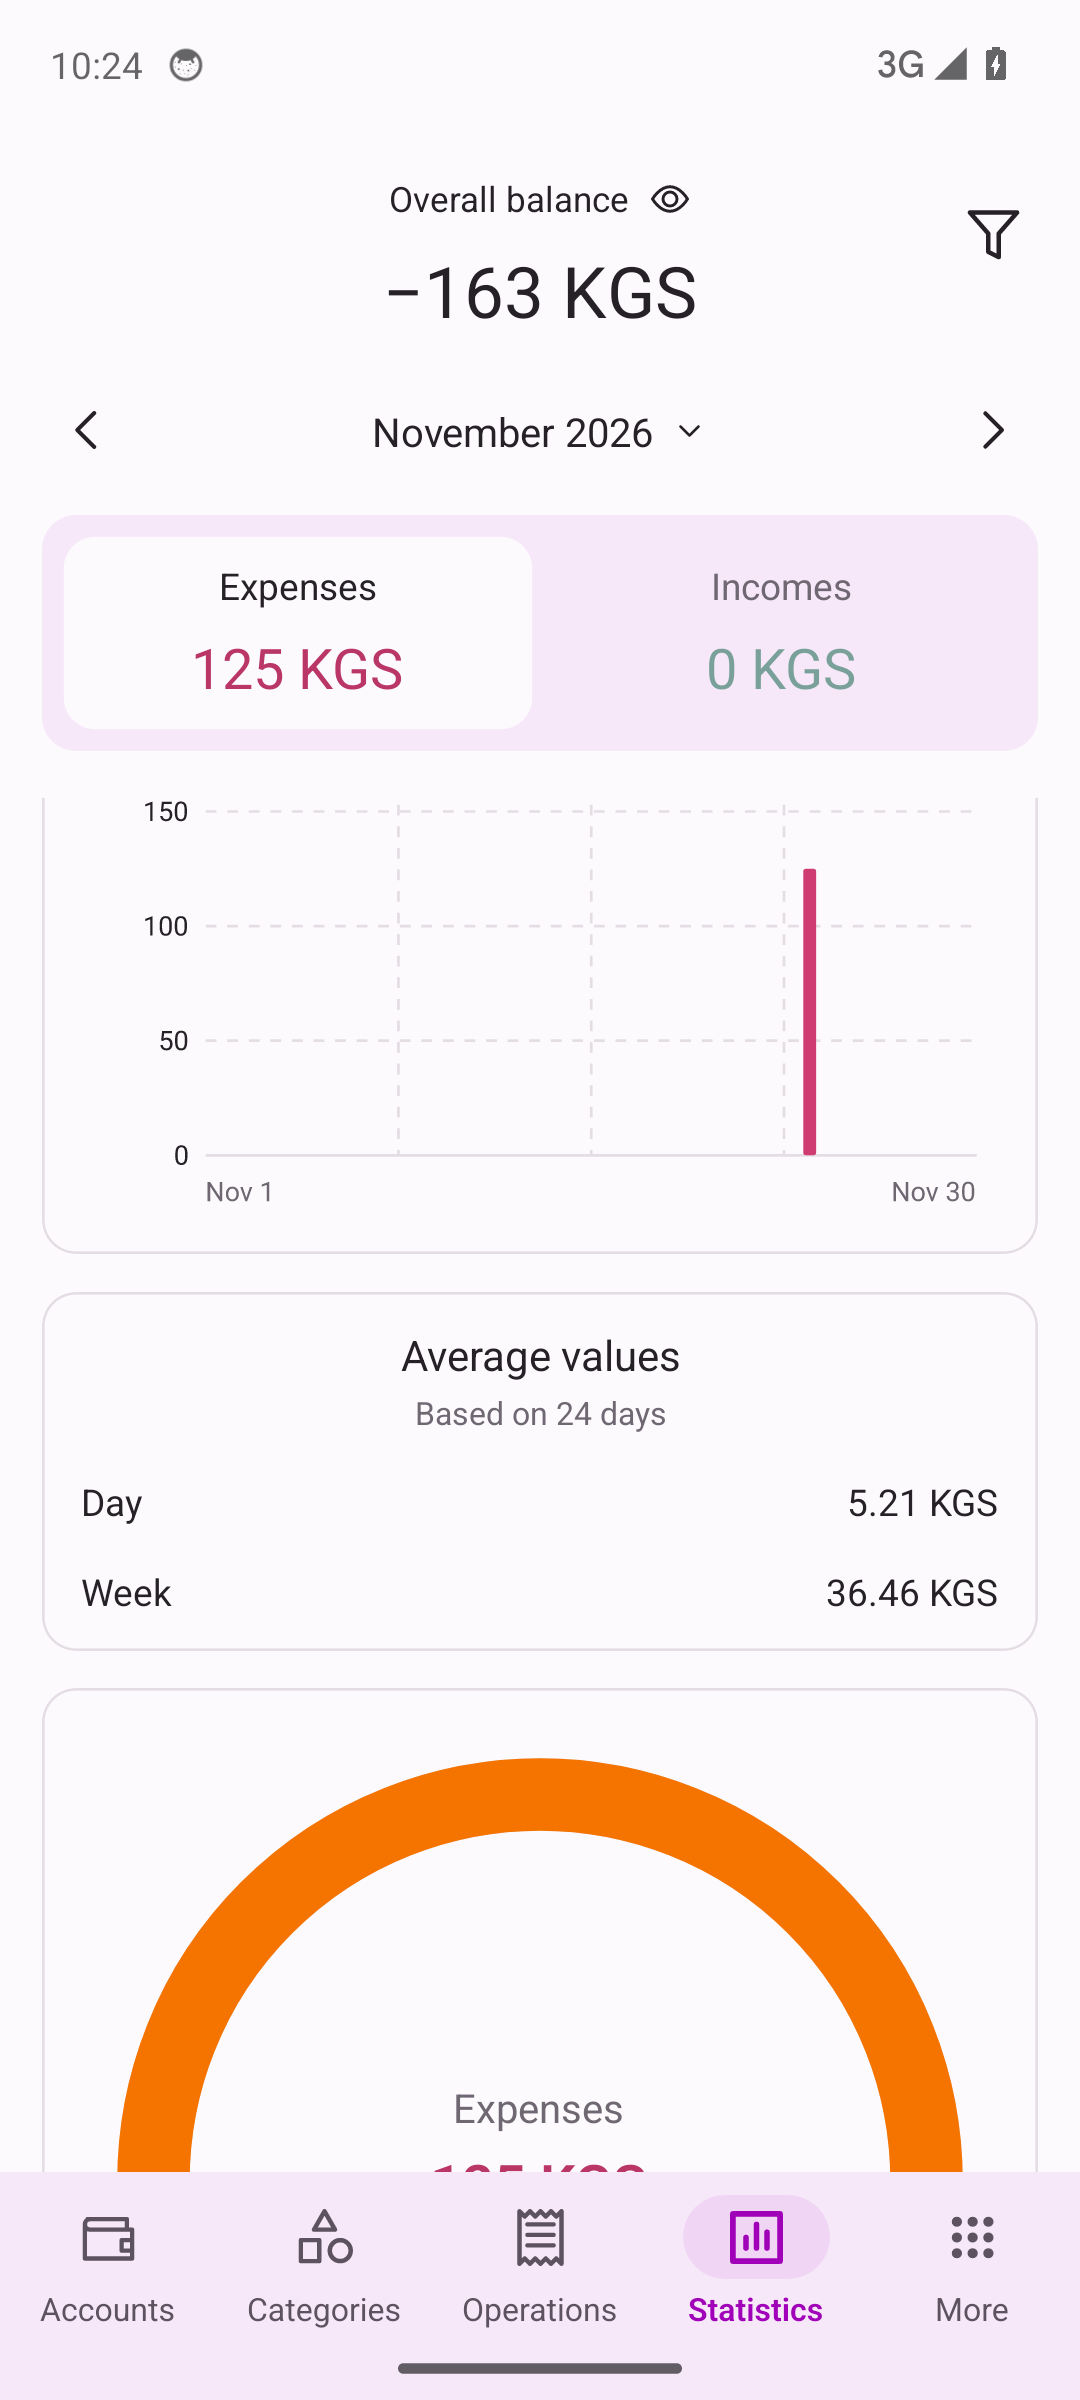 10:24
3G
Overall balance
−163 KGS
November 2026
Expenses
Incomes
125 KGS
0 KGS
150
100
50
0
Nov 1
Nov 30
Average values
Based on 24 days
Day
5.21 KGS
Week
36.46 KGS
Expenses
125 KGS
Accounts
Categories
Operations
Statistics
More